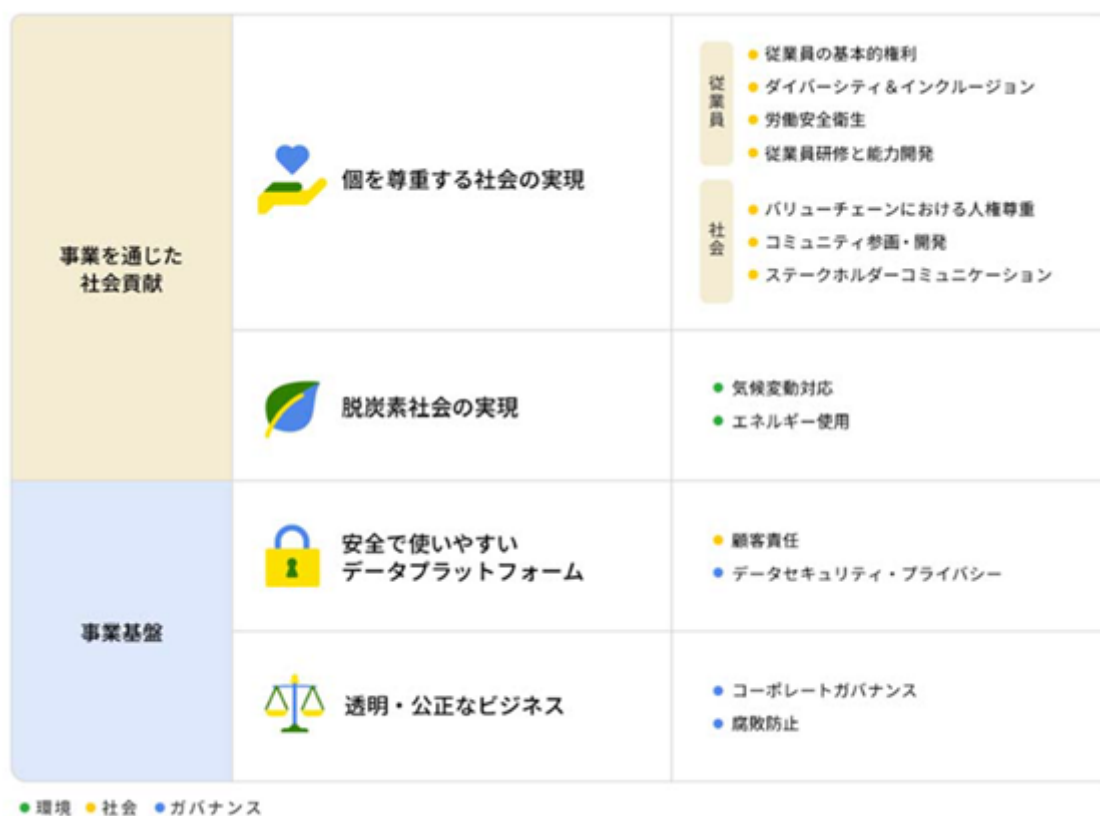 事業を通じた
社会貢献
個を尊重する社会の実現
従業員
従業員の基本的権利
ダイバーシティ&インクルージョン
労働安全衛生
従業員研修と能力開発
社会
バリューチェーンにおける人権尊重
コミュニティ参画・開発
ステークホルダーコミュニケーション
脱炭素社会の実現
気候変動対応
エネルギー使用
事業基盤
安全で使いやすい
データプラットフォーム
顧客責任
データセキュリティ・プライバシー
透明・公正なビジネス
コーポレートガバナンス
腐敗防止
環境 社会 ガバナンス